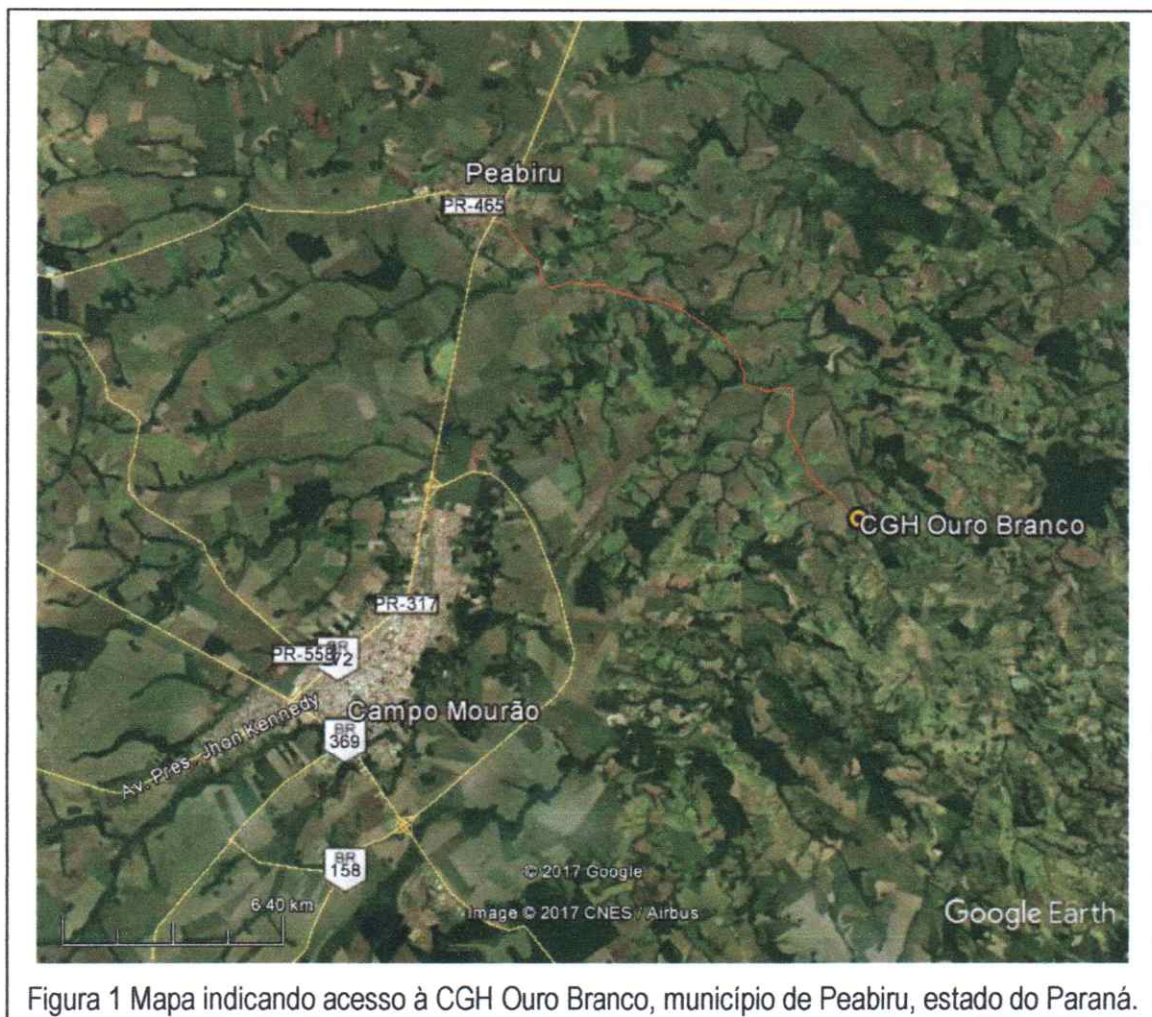 Peabiru
PR-465
CGH Ouro Branco
PR-317
PR-558
BR
72
Campo Mourão
BR
369
Av. Pres. Jhon Kennedy
BR
158
6.40 km
© 2017 Google
Image © 2017 CNES / Airbus
Google Earth
Figura 1 Mapa indicando acesso à CGH Ouro Branco, município de Peabiru, estado do Paraná.